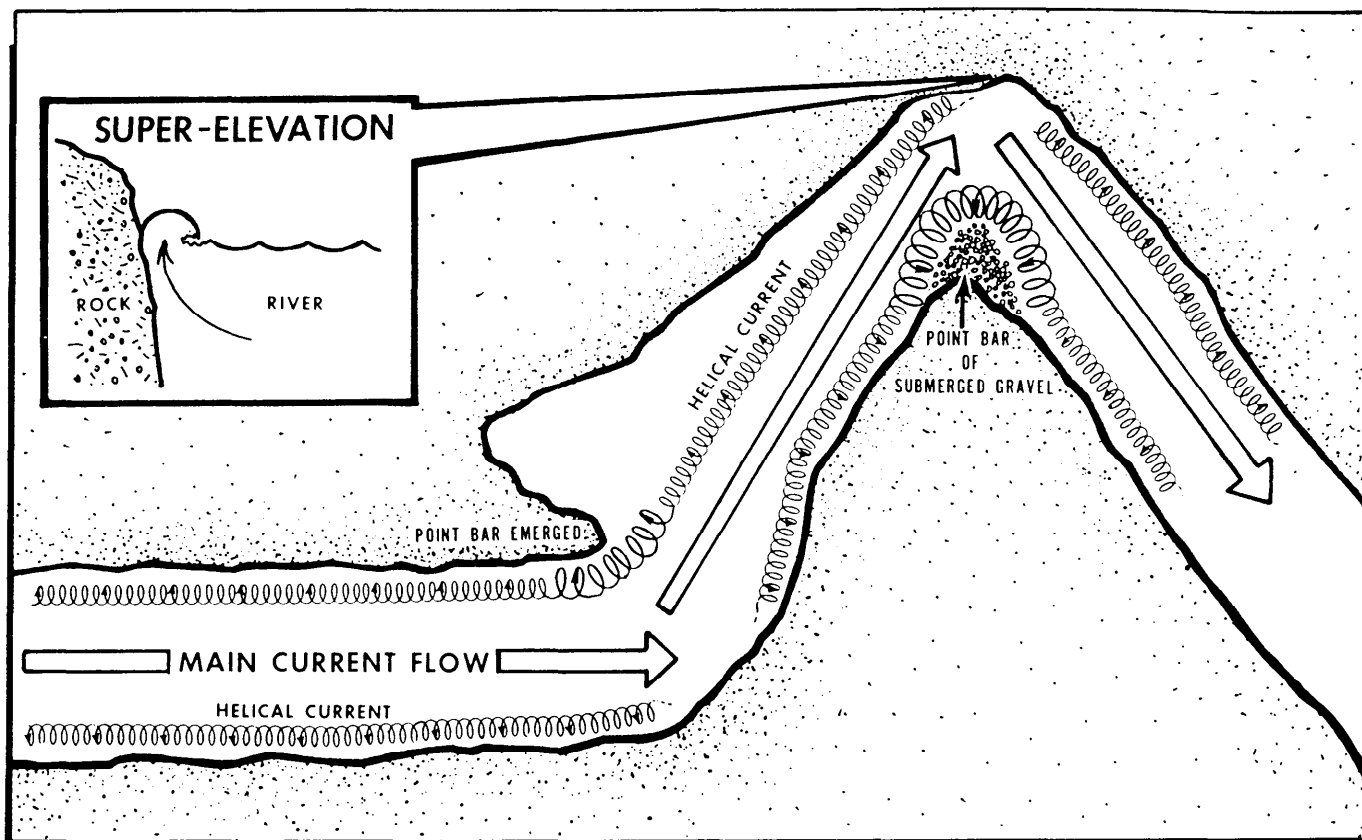 SUPER-ELEVATION
ROCK
RIVER
HELICAL CURRENT
POINT BAR
OF
SUBMERGED GRAVEL
POINT BAR EMERGED
MAIN CURRENT FLOW
HELICAL CURRENT